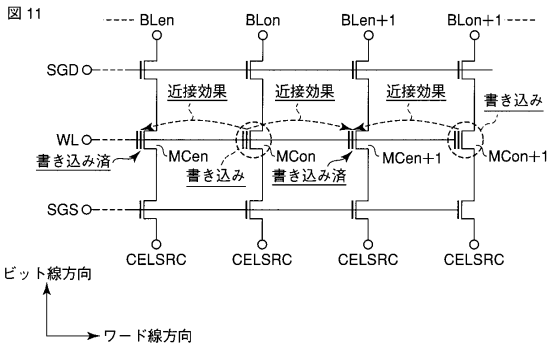 図 11
BLen BLon BLen+1 BLon+1
SGD
近接効果 近接効果 近接効果
書き込み
WL
書き込み済 MCen 書き込み MCon 書き込み済 MCen+1 MCon+1
SGS
CELSRC CELSRC CELSRC CELSRC
ビット線方向
ワード線方向